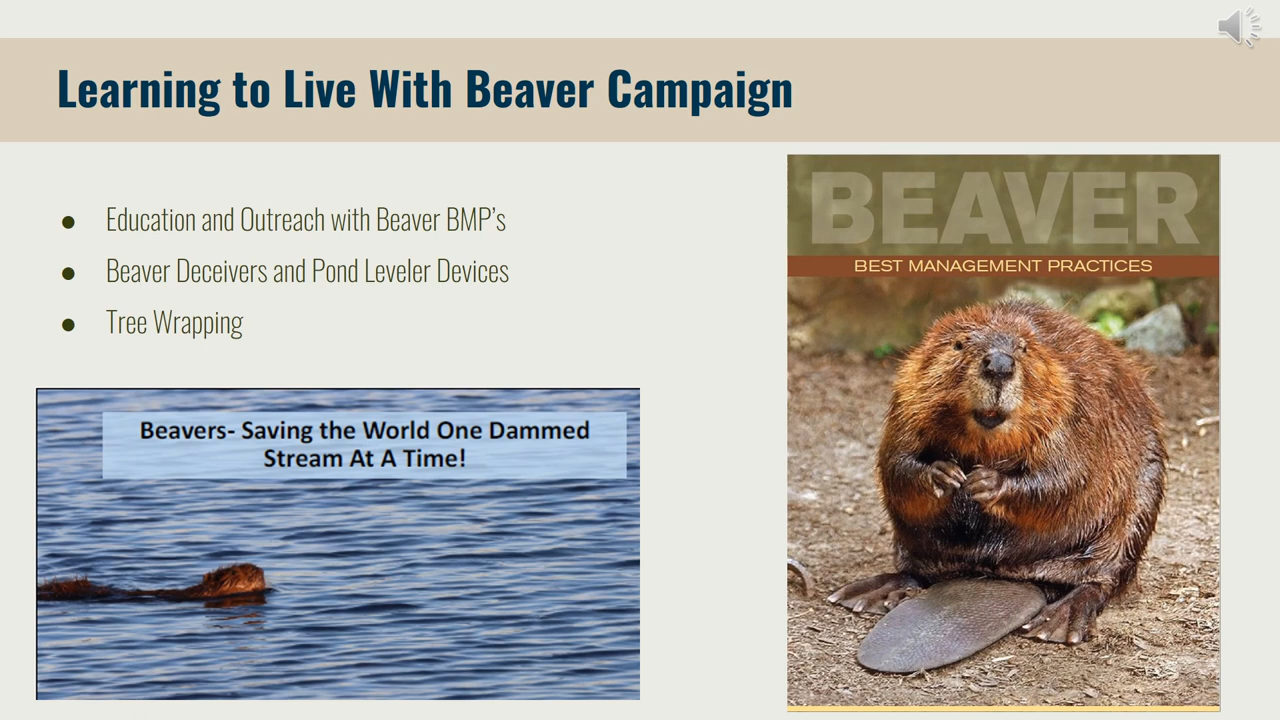 Learning to Live With Beaver Campaign
● Education and Outreach with Beaver BMP’s
● Beaver Deceivers and Pond Leveler Devices
● Tree Wrapping
Beavers- Saving the World One Dammed
Stream At A Time!
BEAVER
BEST MANAGEMENT PRACTICES